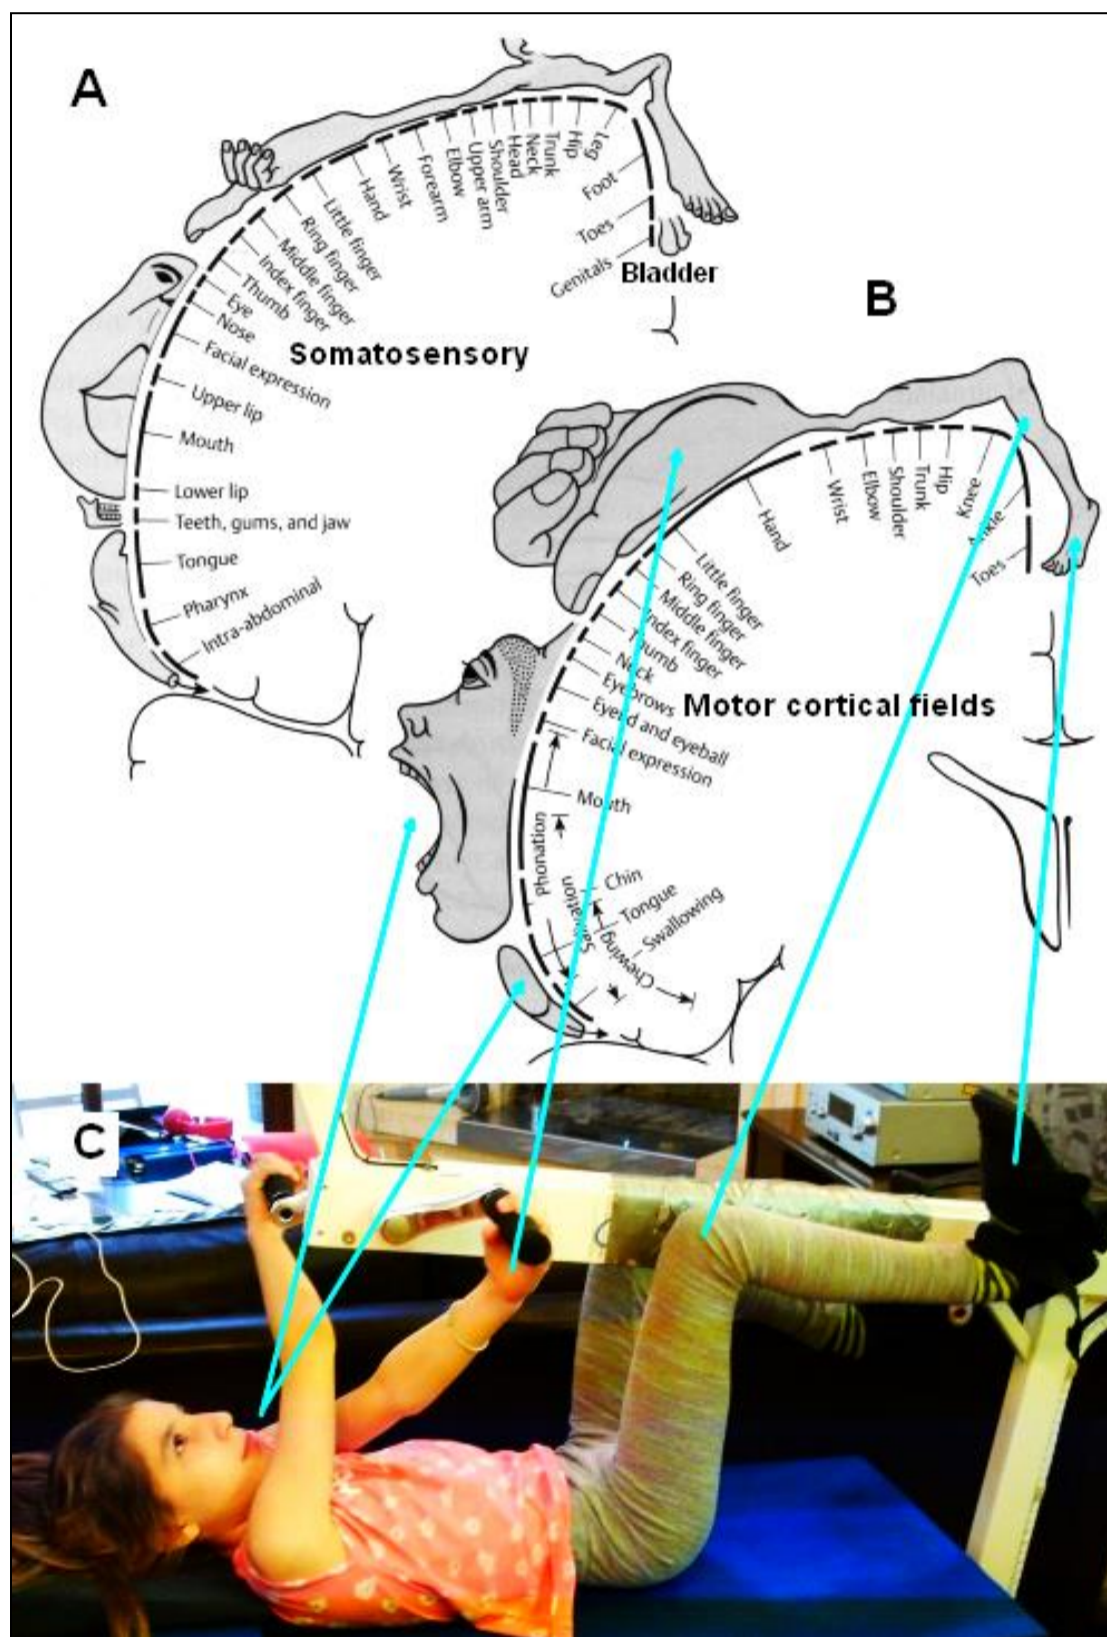 A
Leg
Hip
Trunk
Neck
Head
Shoulder
Upper arm
Elbow
Forearm
Wrist
Hand
Little finger
Ring finger
Middle finger
Index finger
Thumb
Eye
Nose
Facial expression
Upper lip
Mouth
Lower lip
Teeth, gums, and jaw
Tongue
Pharynx
Intra-abdominal
Foot
Toes
Genitals
Bladder
Somatosensory
B
Knee
Hip
Trunk
Shoulder
Elbow
Wrist
Hand
Little finger
Ring finger
Middle finger
Index finger
Thumb
Neck
Eyebrows
Eyelid and eyeball
Facial expression
Mouth
Phonation
Chin
Salivation
Tongue
Chewing
Swallowing
Ankle
Toes
Motor cortical fields
C